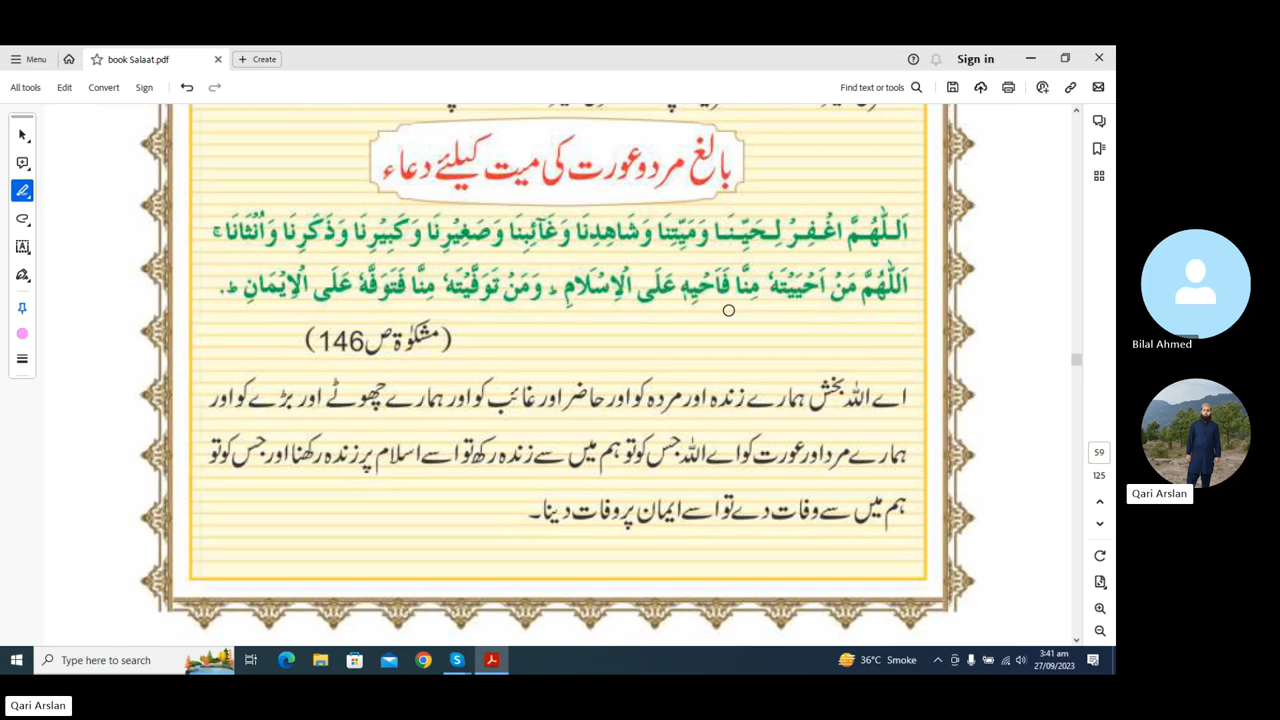 Menu
book Salaat.pdf
Create
Sign in
All tools
Edit
Convert
Sign
Find text or tools
بالغ مرد و عورت کی میت کیلئے دعاء
اَللّٰهُمَّ اغْفِرْ لِحَيِّنَا وَمَيِّتِنَا وَشَاهِدِنَا وَغَآئِبِنَا وَصَغِيْرِنَا وَكَبِيْرِنَا وَذَكَرِنَا وَاُنْثَانَا
اَللّٰهُمَّ مَنْ اَحْيَيْتَهٗ مِنَّا فَاَحْيِهٖ عَلَى الْاِسْلَامِ ۔ وَمَنْ تَوَفَّيْتَهٗ مِنَّا فَتَوَفَّهٗ عَلَى الْاِيْمَانِ ط۔
(مشکوٰۃ ص 146)
اے اللہ بخش ہمارے زندہ اور مردہ کو اور حاضر اور غائب کو اور ہمارے چھوٹے اور بڑے کو اور
ہمارے مرد اور عورت کو اے اللہ جس کو تو ہم میں سے زندہ رکھے تو اسے اسلام پر زندہ رکھنا اور جس کو تو
ہم میں سے وفات دے تو اسے ایمان پر وفات دینا۔
59
125
Bilal Ahmed
Qari Arslan
Type here to search
36°C Smoke
3:41 am
27/09/2023
Qari Arslan